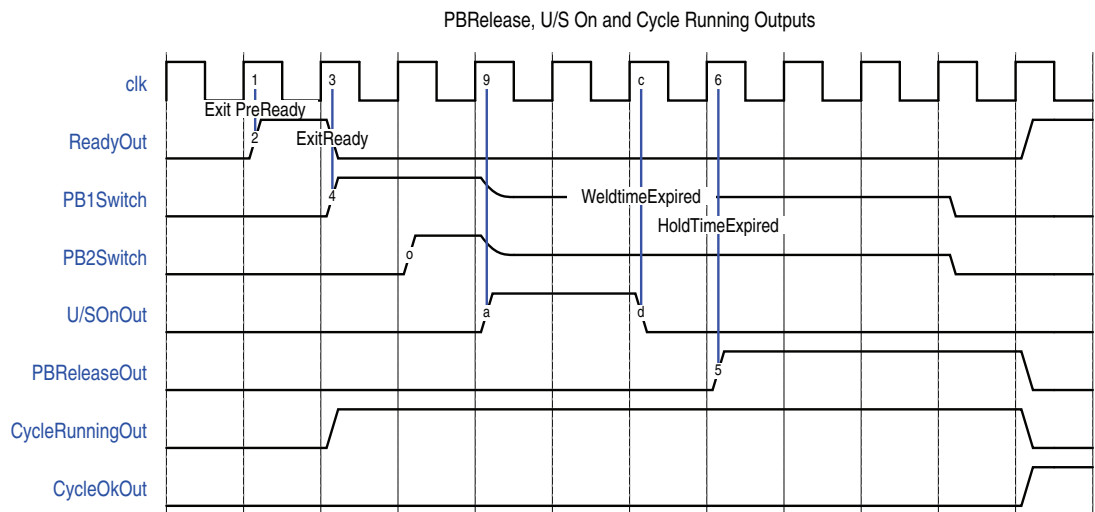 PBRelease, U/S On and Cycle Running Outputs
clk 1 3 9 c 6
Exit PreReady
ReadyOut 2 ExitReady
PB1Switch 4 WeldtimeExpired
HoldTimeExpired
PB2Switch o
U/SOnOut a d
PBReleaseOut 5
CycleRunningOut
CycleOkOut